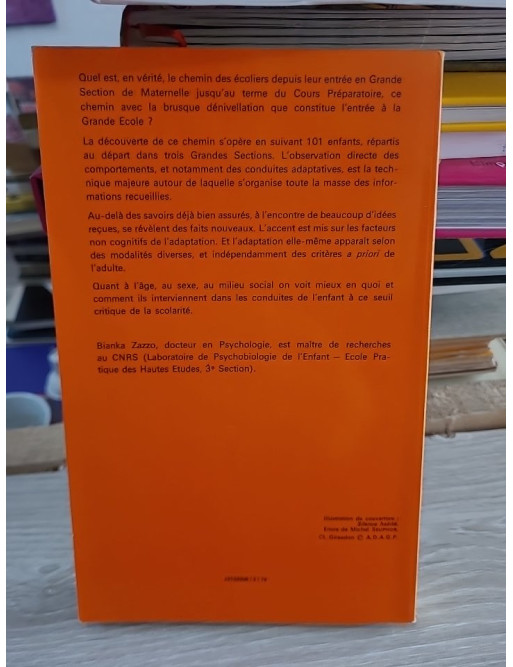 Quel est, en vérité, le chemin des écoliers depuis leur entrée en Grande
Section de Maternelle jusqu'au terme du Cours Préparatoire, ce
chemin avec la brusque dénivellation que constitue l'entrée à la
Grande Ecole ?
La découverte de ce chemin s'opère en suivant 101 enfants, répartis
au départ dans trois Grandes Sections. L'observation directe des
comportements, et notamment des conduites adaptatives, est la tech-
nique majeure autour de laquelle s'organise toute la masse des infor-
mations recueillies.
Au-delà des savoirs déjà bien assurés, à l'encontre de beaucoup d'idées
reçues, se révèlent des faits nouveaux. L'accent est mis sur les facteurs
non cognitifs de l'adaptation. Et l'adaptation elle-même apparaît selon
des modalités diverses, et indépendamment des critères a priori de
l'adulte.
Quant à l'âge, au sexe, au milieu social on voit mieux en quoi et
comment ils interviennent dans les conduites de l'enfant à ce seuil
critique de la scolarité.
Bianka Zazzo, docteur en Psychologie, est maître de recherches
au CNRS (Laboratoire de Psychobiologie de l'Enfant — Ecole Pra-
tique des Hautes Etudes, 3e Section).
de couverture :
de Michel
© A.D.A.G.P.